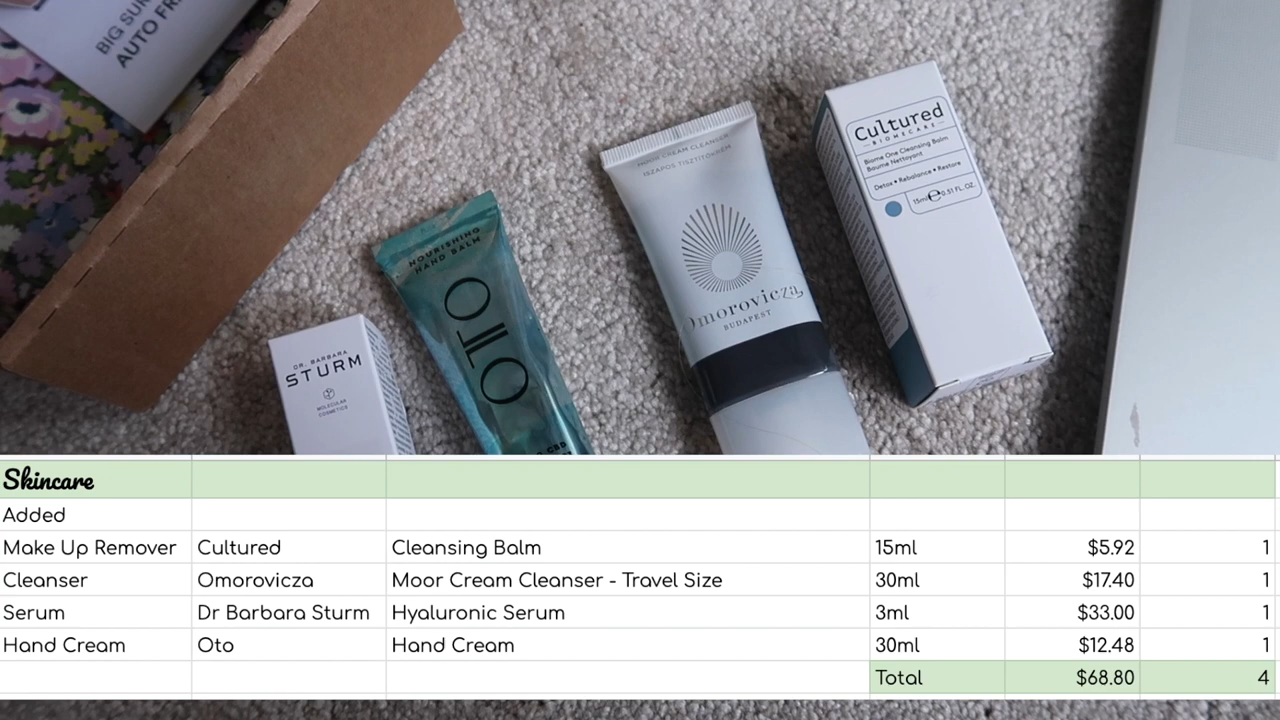 BIG SUR
AUTO FR
Cultured
BIOMECARE
Biome One Cleansing Balm
Baume Nettoyant
Detox • Rebalance • Restore
15ml e 0.51 FL.OZ.
MOOR CREAM CLEANSER
ISZAPOS TISZTÍTÓKRÉM
Omorovicza
BUDAPEST
NOURISHING
HAND BALM
OTO
CBD
DR. BARBARA
STURM
MOLECULAR
COSMETICS
Skincare
Added
Make Up Remover Cultured Cleansing Balm 15ml $5.92 1
Cleanser Omorovicza Moor Cream Cleanser - Travel Size 30ml $17.40 1
Serum Dr Barbara Sturm Hyaluronic Serum 3ml $33.00 1
Hand Cream Oto Hand Cream 30ml $12.48 1
Total $68.80 4